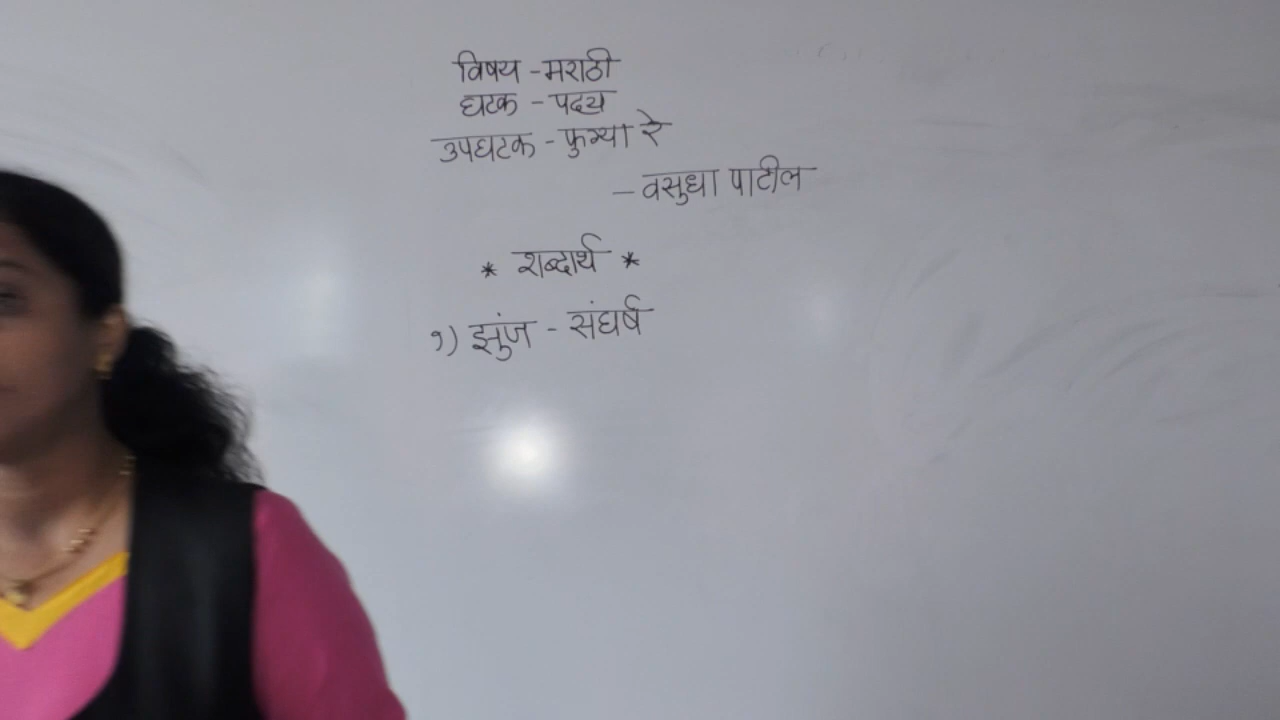 विषय - मराठी
घटक - पद्य
उपघटक - फुग्या रे
- वसुधा पाटील
* शब्दार्थ *
१) झुंज - संघर्ष